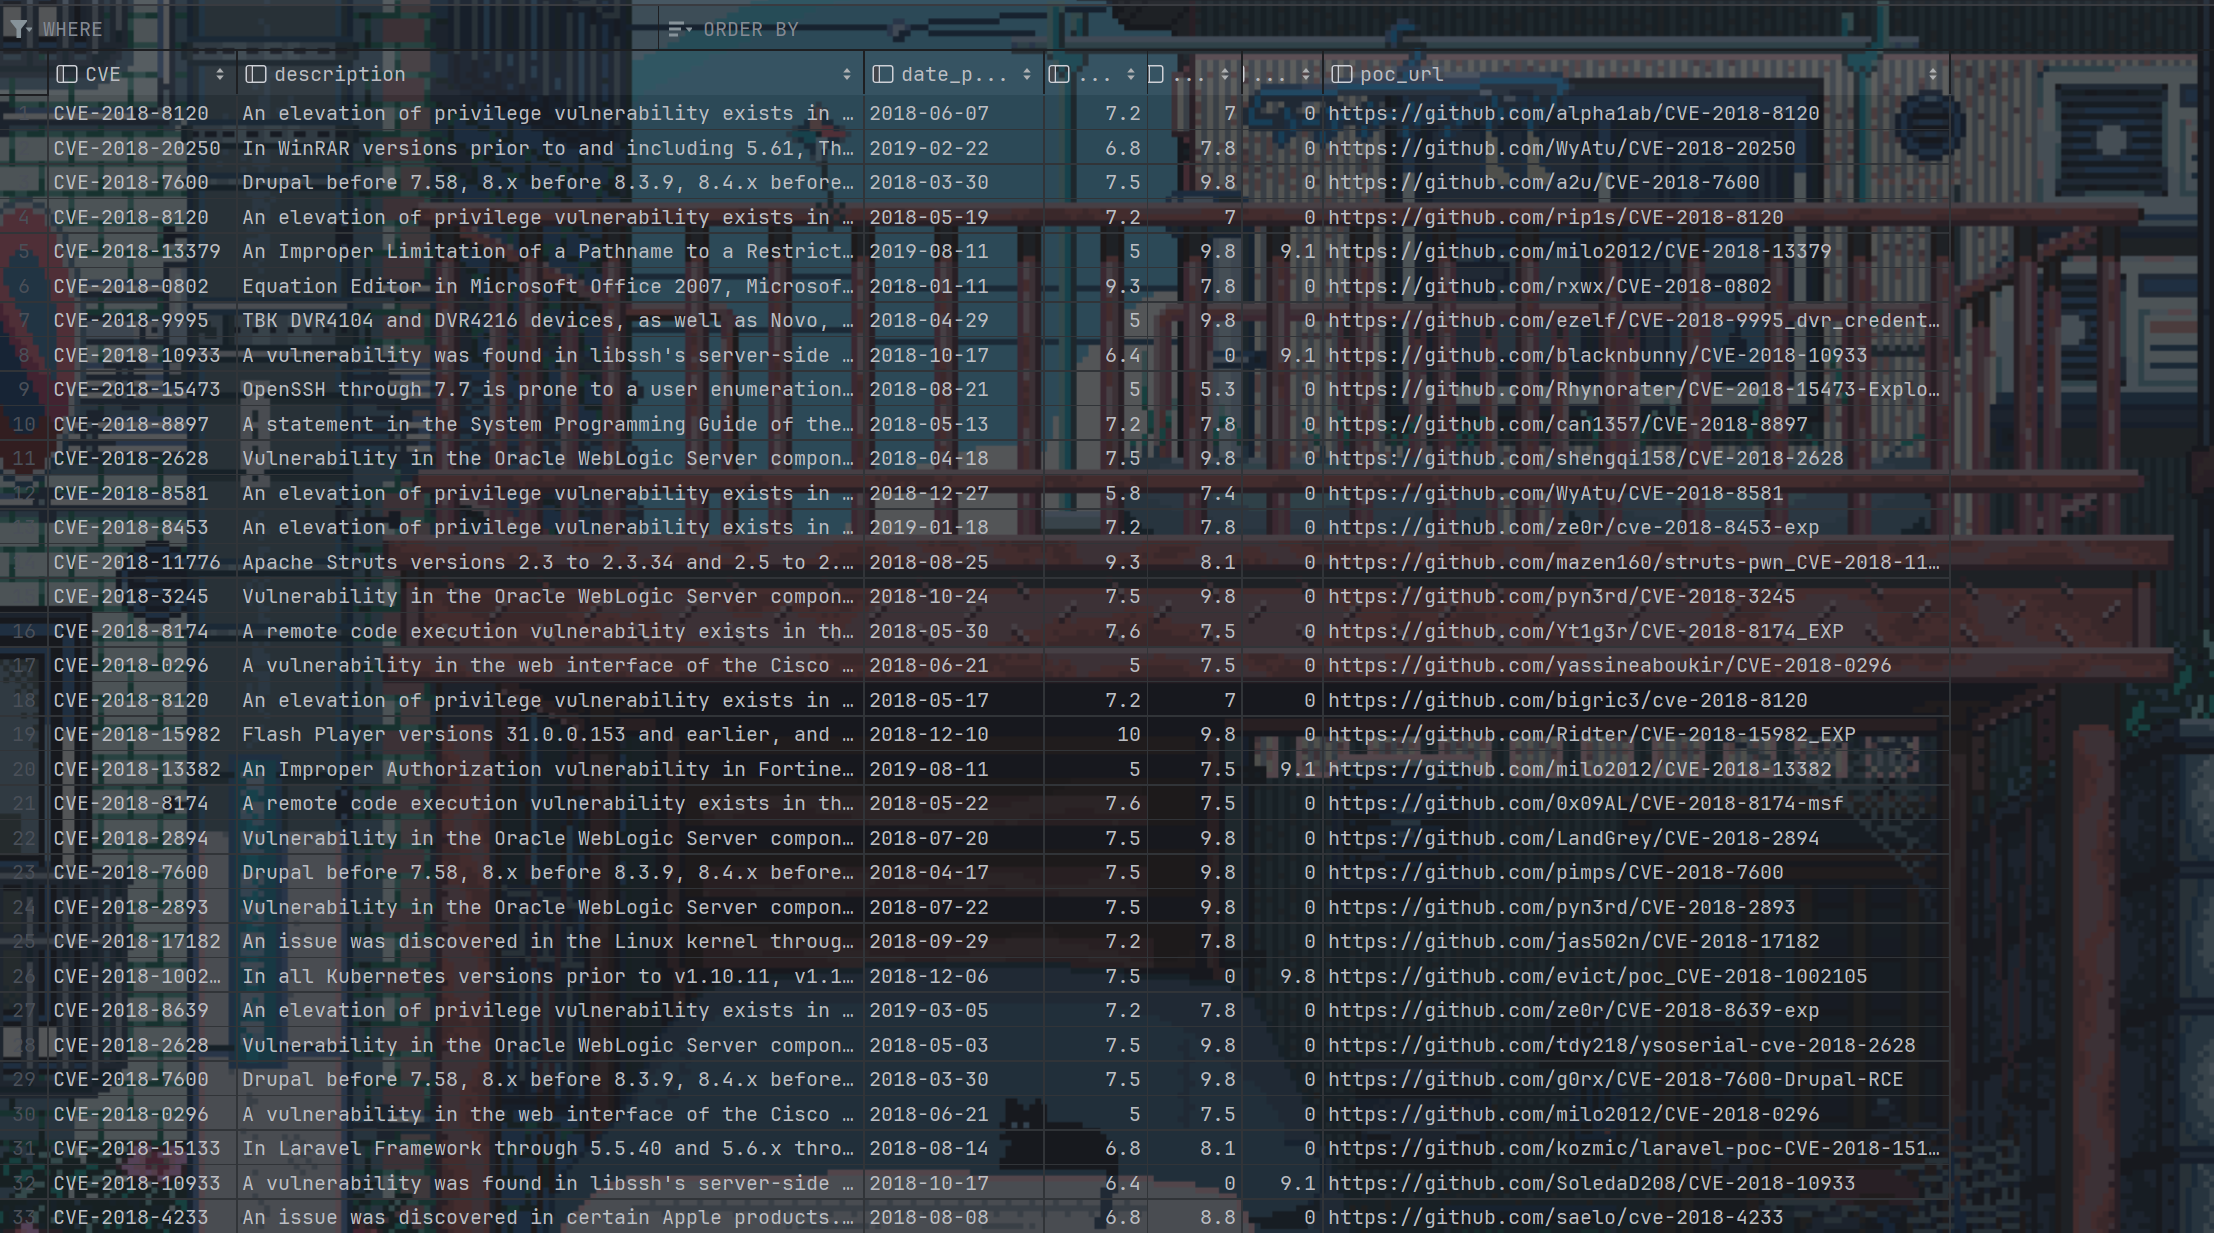 WHERE ORDER BY
CVE description date_p... ... ... ... poc_url
1 CVE-2018-8120 An elevation of privilege vulnerability exists in … 2018-06-07 7.2 7 0 https://github.com/alpha1ab/CVE-2018-8120
CVE-2018-20250 In WinRAR versions prior to and including 5.61, Th… 2019-02-22 6.8 7.8 0 https://github.com/WyAtu/CVE-2018-20250
CVE-2018-7600 Drupal before 7.58, 8.x before 8.3.9, 8.4.x before… 2018-03-30 7.5 9.8 0 https://github.com/a2u/CVE-2018-7600
4 CVE-2018-8120 An elevation of privilege vulnerability exists in … 2018-05-19 7.2 7 0 https://github.com/rip1s/CVE-2018-8120
5 CVE-2018-13379 An Improper Limitation of a Pathname to a Restrict… 2019-08-11 5 9.8 9.1 https://github.com/milo2012/CVE-2018-13379
6 CVE-2018-0802 Equation Editor in Microsoft Office 2007, Microsof… 2018-01-11 9.3 7.8 0 https://github.com/rxwx/CVE-2018-0802
7 CVE-2018-9995 TBK DVR4104 and DVR4216 devices, as well as Novo, … 2018-04-29 5 9.8 0 https://github.com/ezelf/CVE-2018-9995_dvr_credent…
8 CVE-2018-10933 A vulnerability was found in libssh's server-side … 2018-10-17 6.4 0 9.1 https://github.com/blacknbunny/CVE-2018-10933
9 CVE-2018-15473 OpenSSH through 7.7 is prone to a user enumeration… 2018-08-21 5 5.3 0 https://github.com/Rhynorater/CVE-2018-15473-Explo…
10 CVE-2018-8897 A statement in the System Programming Guide of the… 2018-05-13 7.2 7.8 0 https://github.com/can1357/CVE-2018-8897
11 CVE-2018-2628 Vulnerability in the Oracle WebLogic Server compon… 2018-04-18 7.5 9.8 0 https://github.com/shengqi158/CVE-2018-2628
12 CVE-2018-8581 An elevation of privilege vulnerability exists in … 2018-12-27 5.8 7.4 0 https://github.com/WyAtu/CVE-2018-8581
CVE-2018-8453 An elevation of privilege vulnerability exists in … 2019-01-18 7.2 7.8 0 https://github.com/ze0r/cve-2018-8453-exp
CVE-2018-11776 Apache Struts versions 2.3 to 2.3.34 and 2.5 to 2.… 2018-08-25 9.3 8.1 0 https://github.com/mazen160/struts-pwn_CVE-2018-11…
CVE-2018-3245 Vulnerability in the Oracle WebLogic Server compon… 2018-10-24 7.5 9.8 0 https://github.com/pyn3rd/CVE-2018-3245
16 CVE-2018-8174 A remote code execution vulnerability exists in th… 2018-05-30 7.6 7.5 0 https://github.com/Yt1g3r/CVE-2018-8174_EXP
17 CVE-2018-0296 A vulnerability in the web interface of the Cisco … 2018-06-21 5 7.5 0 https://github.com/yassineaboukir/CVE-2018-0296
18 CVE-2018-8120 An elevation of privilege vulnerability exists in … 2018-05-17 7.2 7 0 https://github.com/bigric3/cve-2018-8120
19 CVE-2018-15982 Flash Player versions 31.0.0.153 and earlier, and … 2018-12-10 10 9.8 0 https://github.com/Ridter/CVE-2018-15982_EXP
20 CVE-2018-13382 An Improper Authorization vulnerability in Fortine… 2019-08-11 5 7.5 9.1 https://github.com/milo2012/CVE-2018-13382
21 CVE-2018-8174 A remote code execution vulnerability exists in th… 2018-05-22 7.6 7.5 0 https://github.com/0x09AL/CVE-2018-8174-msf
22 CVE-2018-2894 Vulnerability in the Oracle WebLogic Server compon… 2018-07-20 7.5 9.8 0 https://github.com/LandGrey/CVE-2018-2894
23 CVE-2018-7600 Drupal before 7.58, 8.x before 8.3.9, 8.4.x before… 2018-04-17 7.5 9.8 0 https://github.com/pimps/CVE-2018-7600
24 CVE-2018-2893 Vulnerability in the Oracle WebLogic Server compon… 2018-07-22 7.5 9.8 0 https://github.com/pyn3rd/CVE-2018-2893
25 CVE-2018-17182 An issue was discovered in the Linux kernel throug… 2018-09-29 7.2 7.8 0 https://github.com/jas502n/CVE-2018-17182
26 CVE-2018-1002… In all Kubernetes versions prior to v1.10.11, v1.1… 2018-12-06 7.5 0 9.8 https://github.com/evict/poc_CVE-2018-1002105
27 CVE-2018-8639 An elevation of privilege vulnerability exists in … 2019-03-05 7.2 7.8 0 https://github.com/ze0r/CVE-2018-8639-exp
28 CVE-2018-2628 Vulnerability in the Oracle WebLogic Server compon… 2018-05-03 7.5 9.8 0 https://github.com/tdy218/ysoserial-cve-2018-2628
29 CVE-2018-7600 Drupal before 7.58, 8.x before 8.3.9, 8.4.x before… 2018-03-30 7.5 9.8 0 https://github.com/g0rx/CVE-2018-7600-Drupal-RCE
30 CVE-2018-0296 A vulnerability in the web interface of the Cisco … 2018-06-21 5 7.5 0 https://github.com/milo2012/CVE-2018-0296
31 CVE-2018-15133 In Laravel Framework through 5.5.40 and 5.6.x thro… 2018-08-14 6.8 8.1 0 https://github.com/kozmic/laravel-poc-CVE-2018-151…
32 CVE-2018-10933 A vulnerability was found in libssh's server-side … 2018-10-17 6.4 0 9.1 https://github.com/SoledaD208/CVE-2018-10933
33 CVE-2018-4233 An issue was discovered in certain Apple products.… 2018-08-08 6.8 8.8 0 https://github.com/saelo/cve-2018-4233